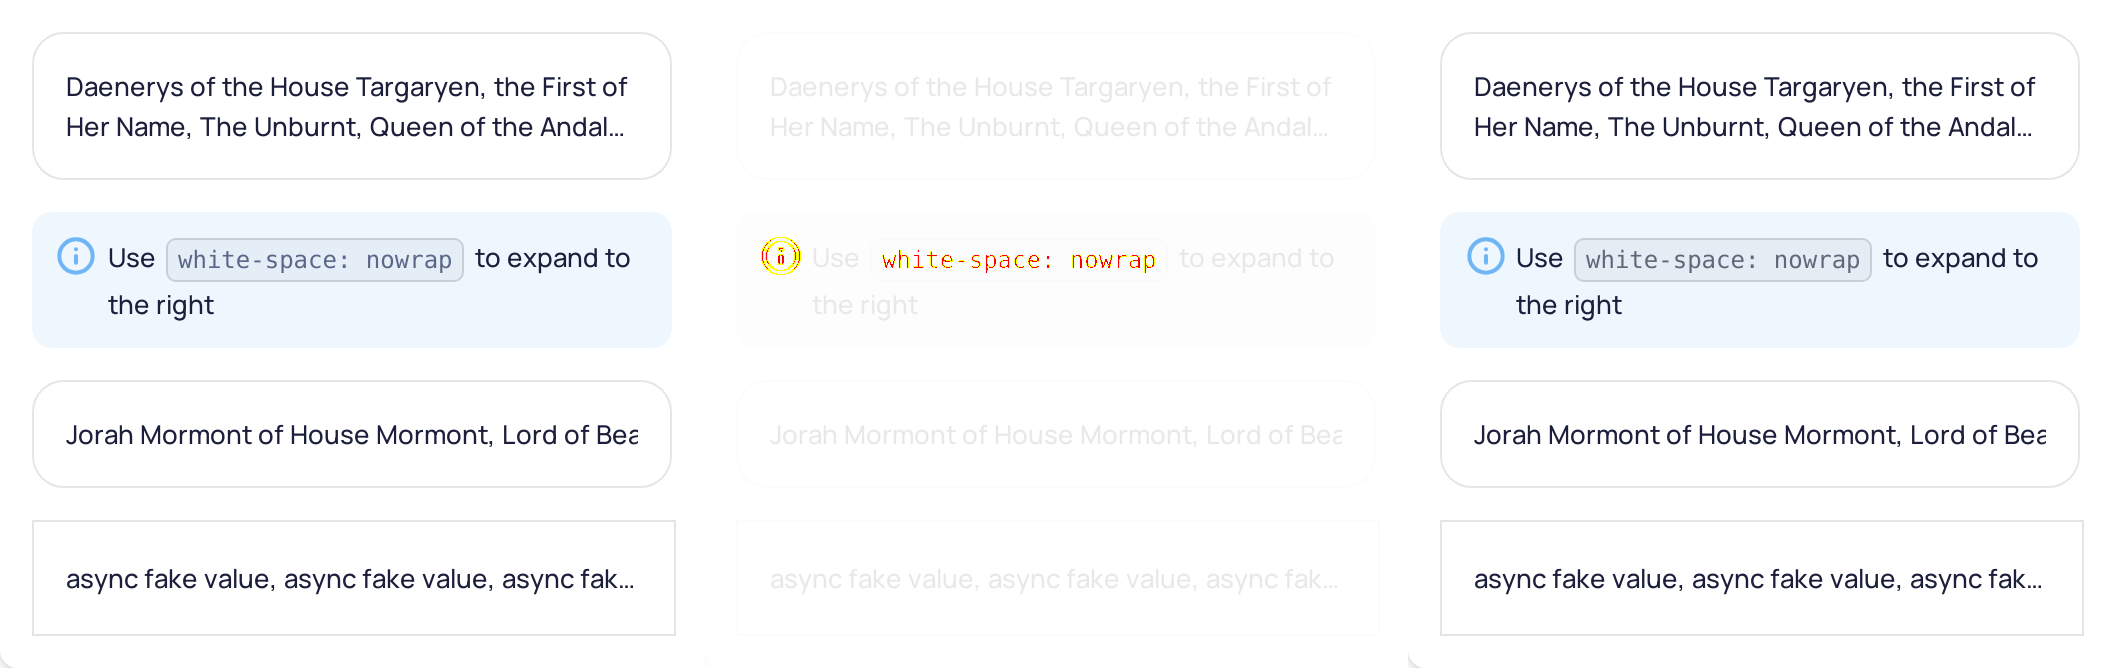 Daenerys of the House Targaryen, the First of
Her Name, The Unburnt, Queen of the Andal...
Use white-space: nowrap to expand to
the right
Jorah Mormont of House Mormont, Lord of Bea
async fake value, async fake value, async fak...
Daenerys of the House Targaryen, the First of
Her Name, The Unburnt, Queen of the Andal...
Use white-space: nowrap to expand to
the right
Jorah Mormont of House Mormont, Lord of Bea
async fake value, async fake value, async fak...
Daenerys of the House Targaryen, the First of
Her Name, The Unburnt, Queen of the Andal...
Use white-space: nowrap to expand to
the right
Jorah Mormont of House Mormont, Lord of Bea
async fake value, async fake value, async fak...